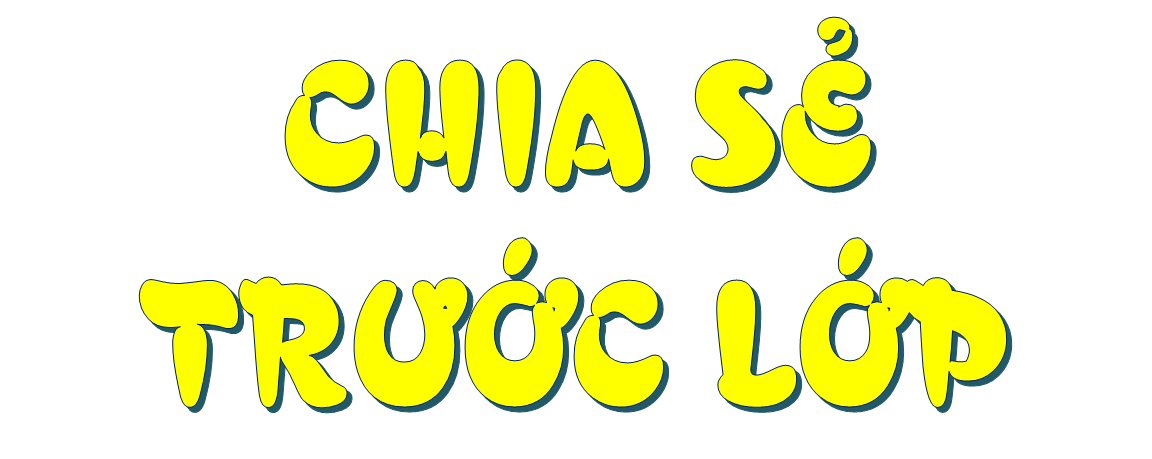 CHIA SẺ
TRƯỚC LỚP